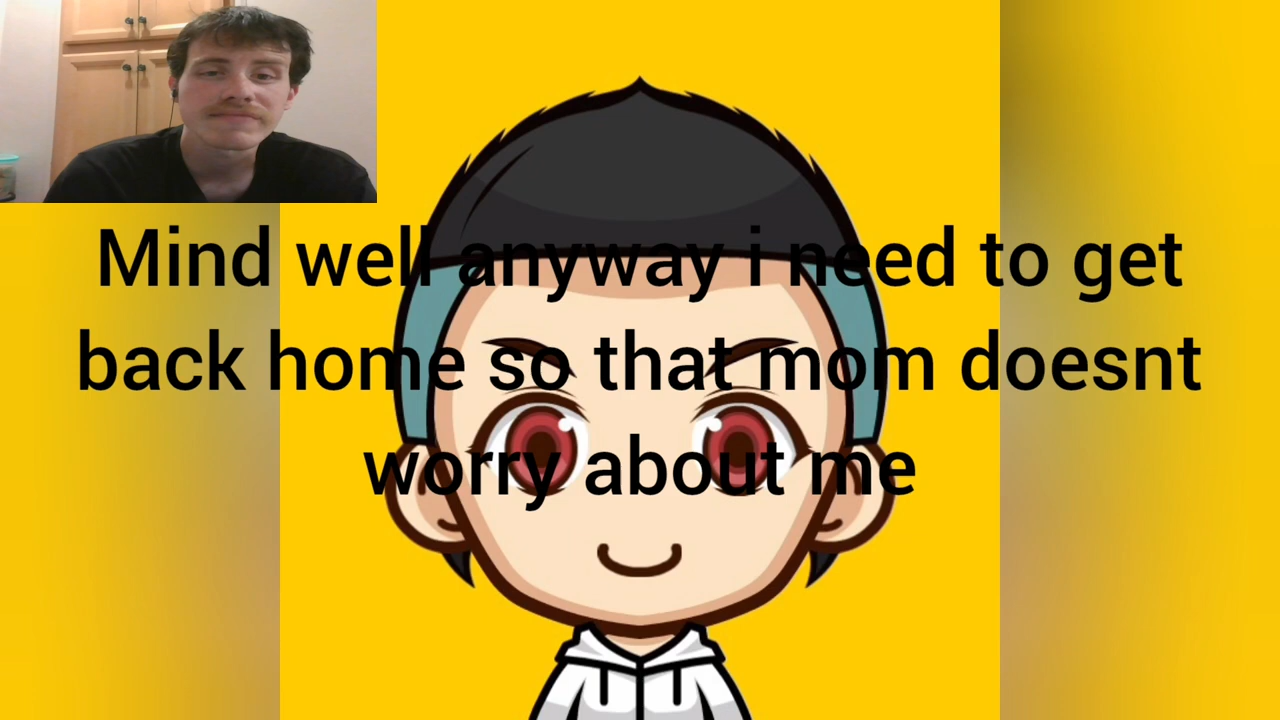 Mind well anyway i need to get
back home so that mom doesnt
worry about me